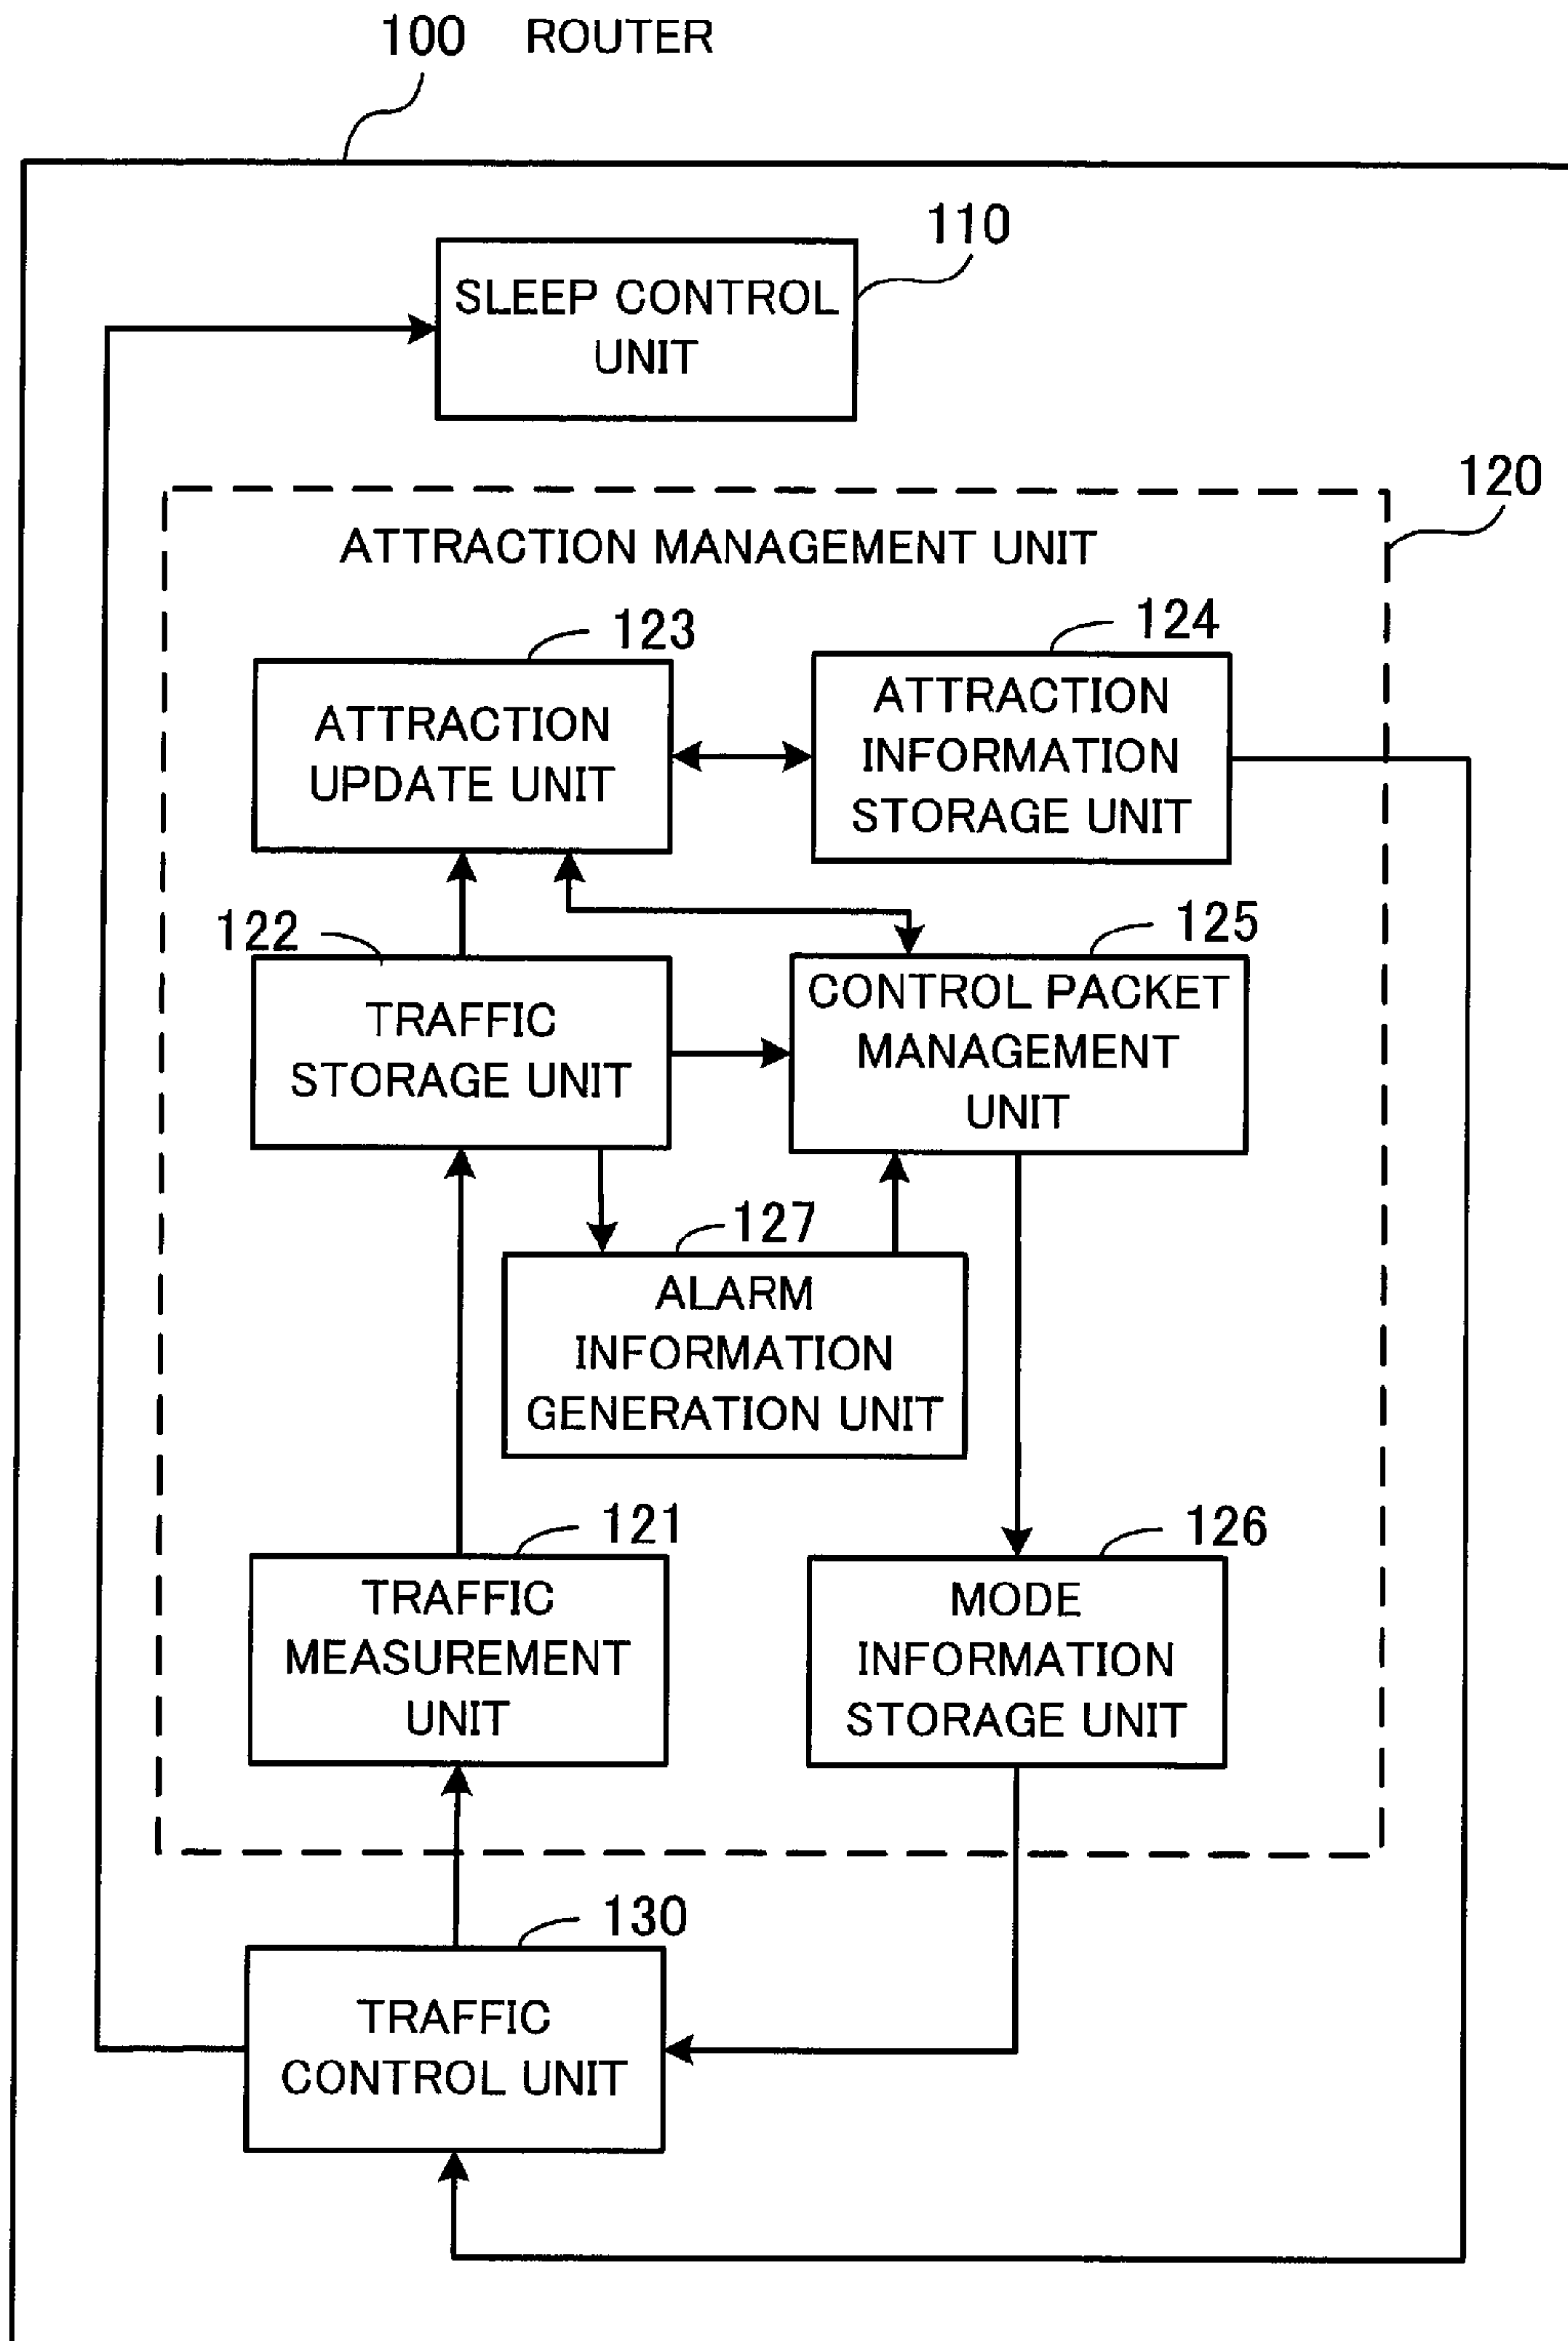 100 ROUTER
110
SLEEP CONTROL
UNIT
120
ATTRACTION MANAGEMENT UNIT
123
ATTRACTION
UPDATE UNIT
124
ATTRACTION
INFORMATION
STORAGE UNIT
122
TRAFFIC
STORAGE UNIT
125
CONTROL PACKET
MANAGEMENT
UNIT
127
ALARM
INFORMATION
GENERATION UNIT
121
TRAFFIC
MEASUREMENT
UNIT
126
MODE
INFORMATION
STORAGE UNIT
130
TRAFFIC
CONTROL UNIT